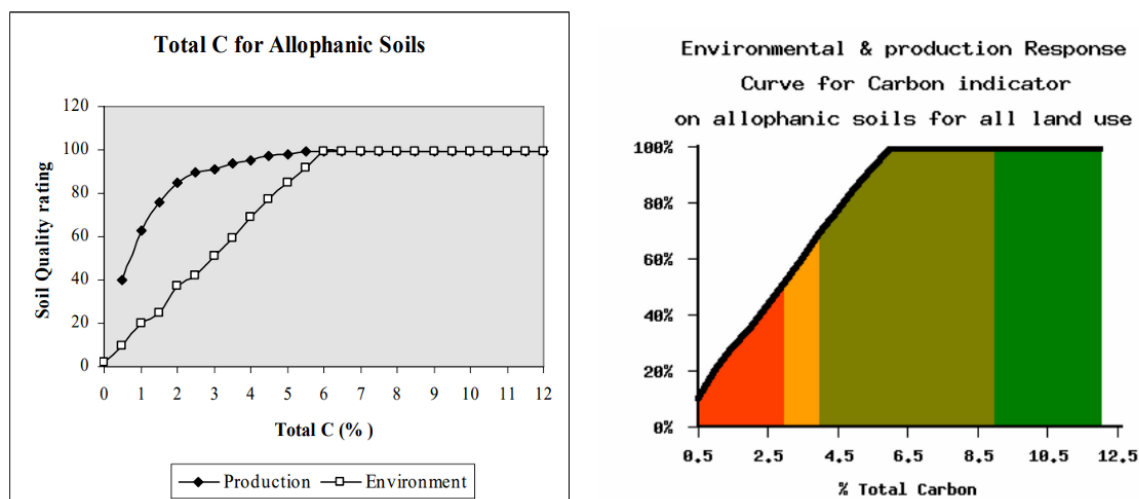 Total C for Allophanic Soils
120
100
80
60
40
20
0
Soil Quality rating
0 1 2 3 4 5 6 7 8 9 10 11 12
Total C (% )
Production Environment
Environmental & production Response
Curve for Carbon indicator
on allophanic soils for all land use
100%
80%
60%
40%
20%
0%
0.5 2.5 4.5 6.5 8.5 10.5 12.5
% Total Carbon